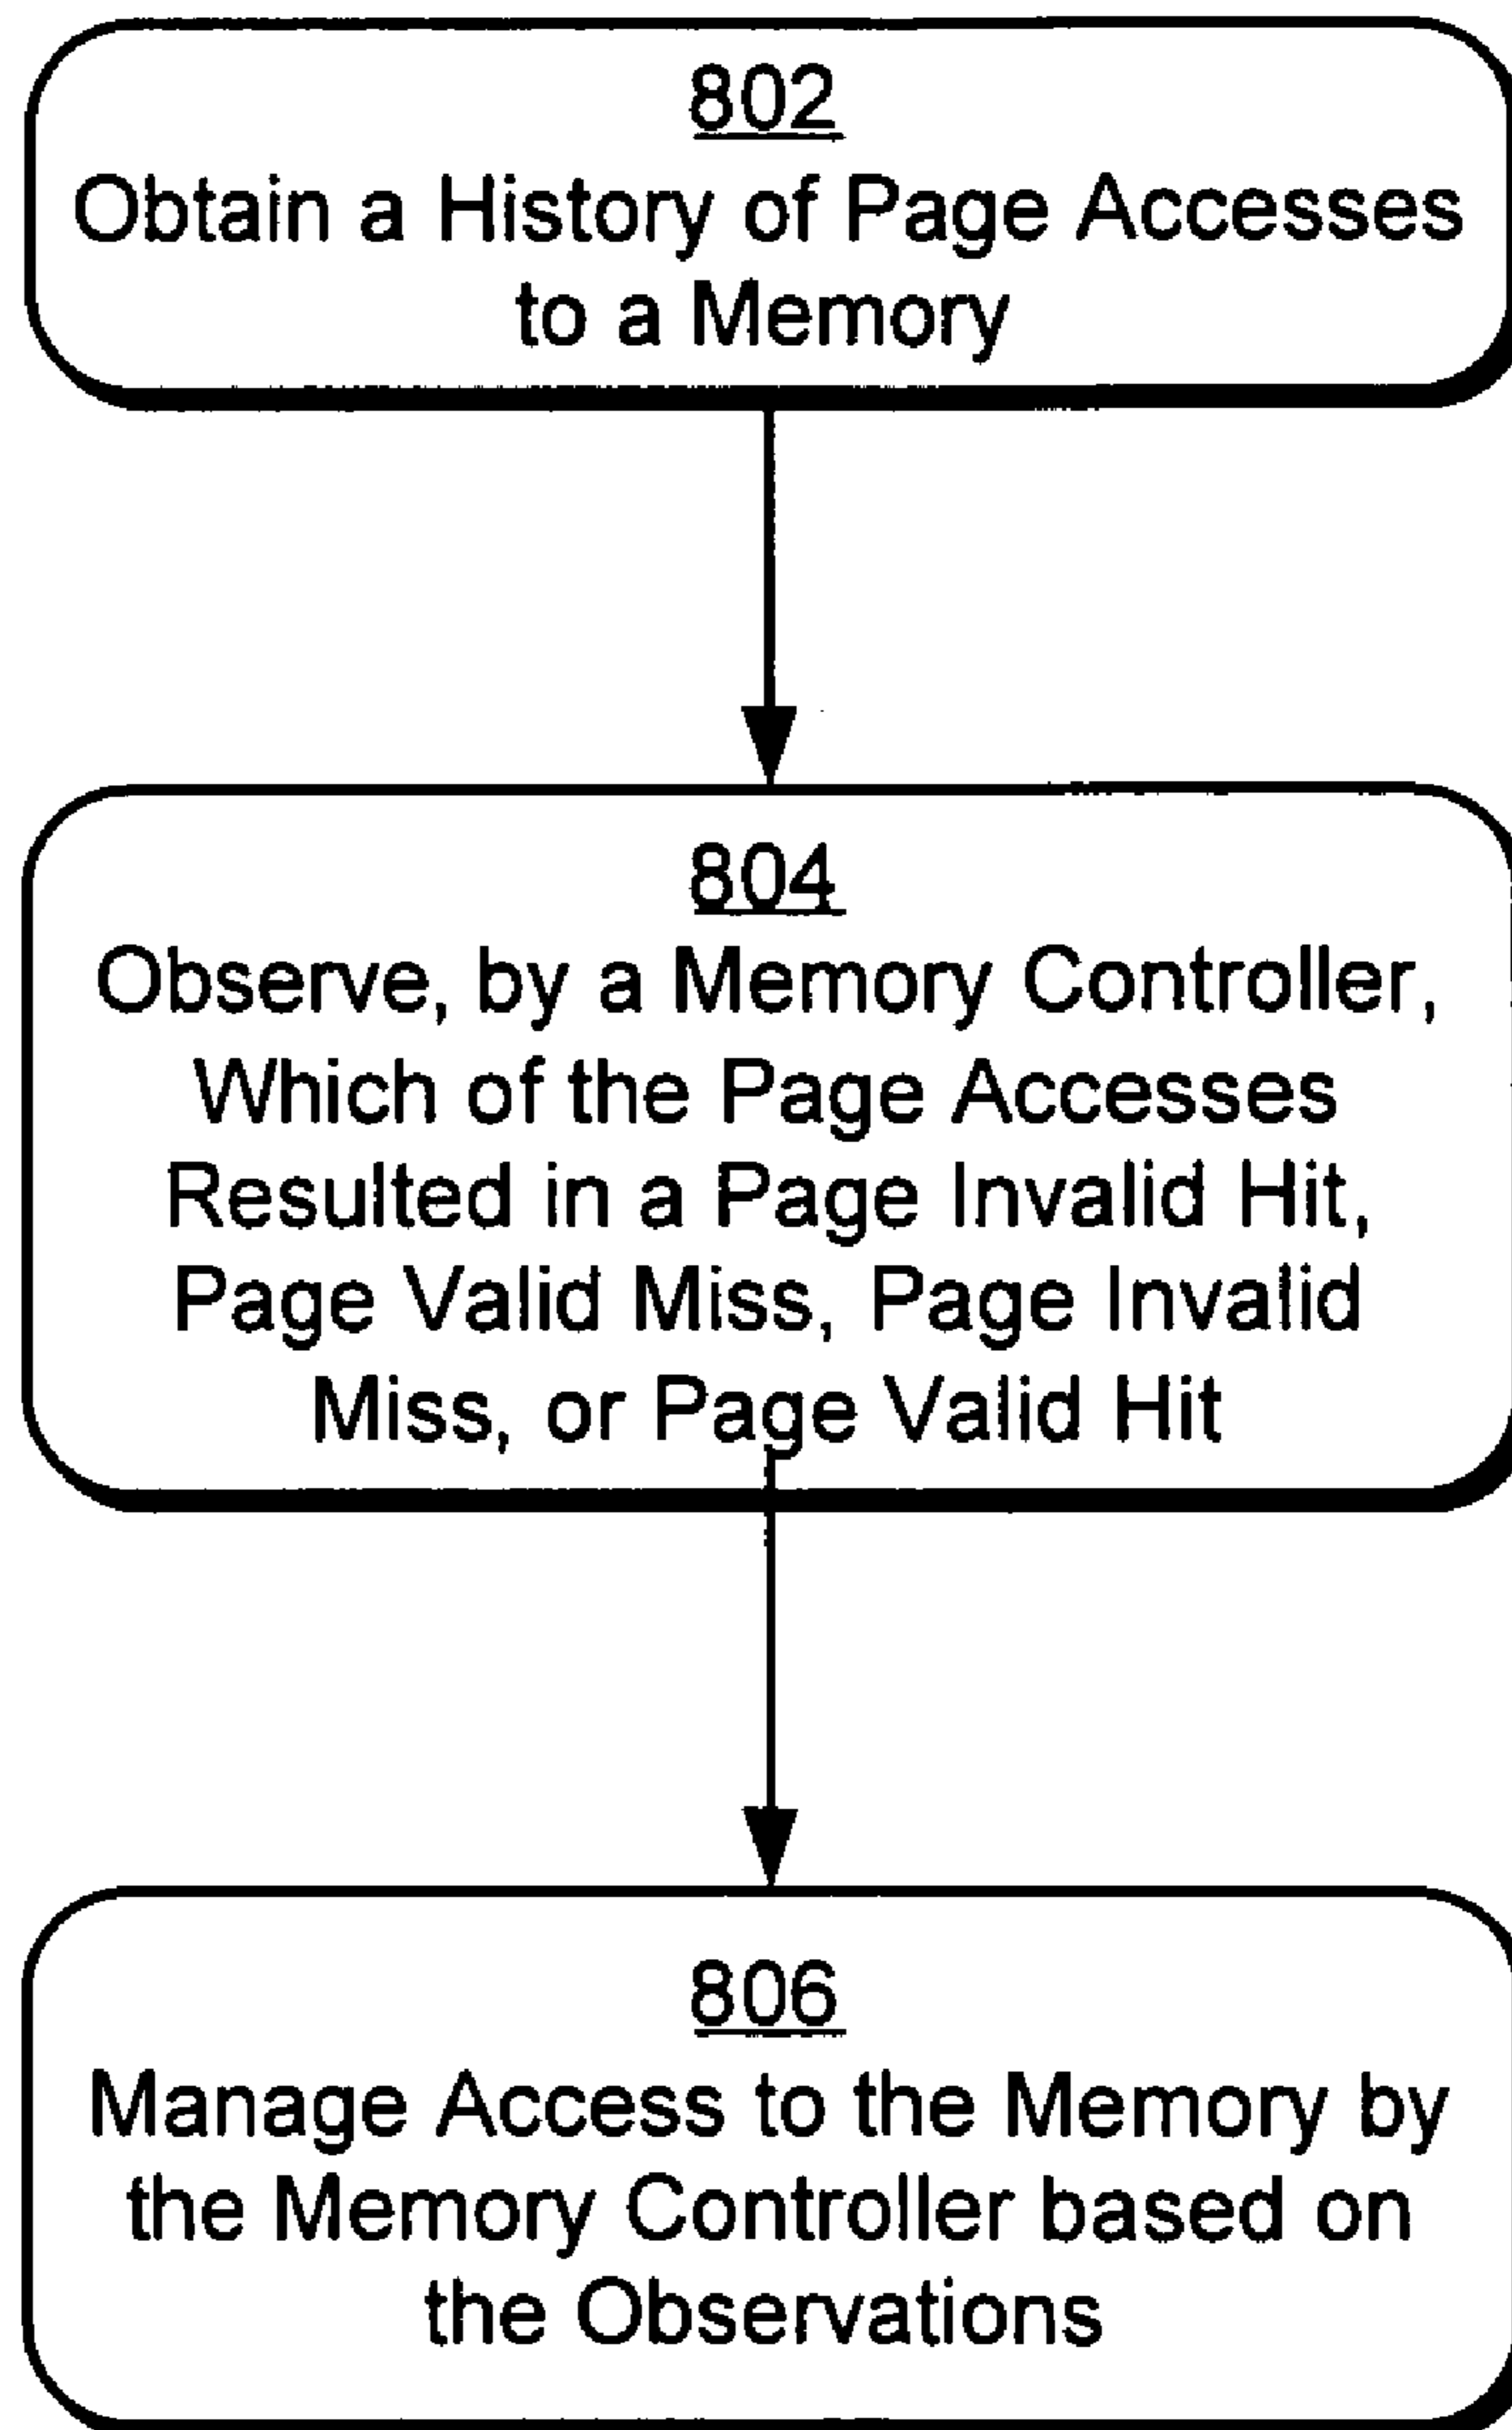 802
Obtain a History of Page Accesses
to a Memory
804
Observe, by a Memory Controller,
Which of the Page Accesses
Resulted in a Page Invalid Hit,
Page Valid Miss, Page Invalid
Miss, or Page Valid Hit
806
Manage Access to the Memory by
the Memory Controller based on
the Observations